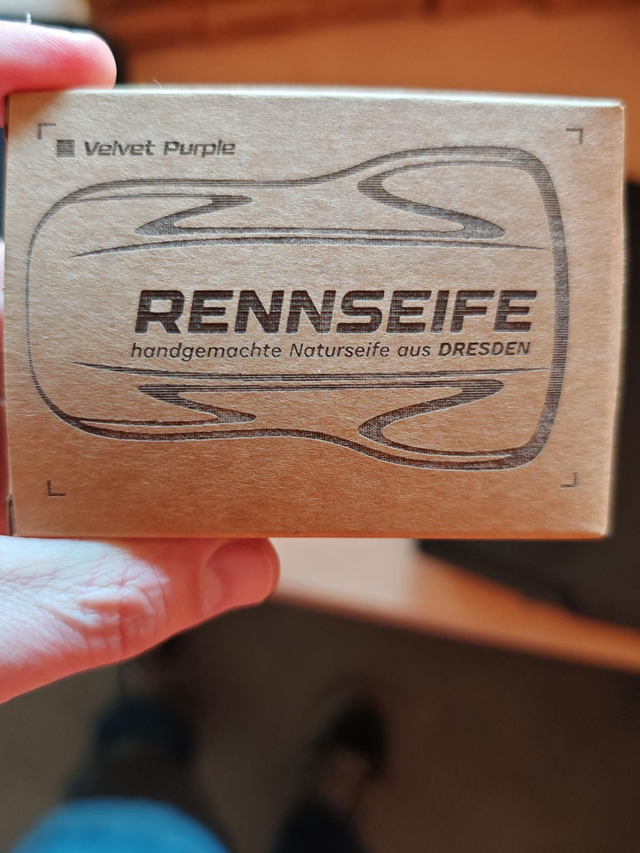 Velvet Purple
RENNSEIFE
handgemachte Naturseife aus DRESDEN